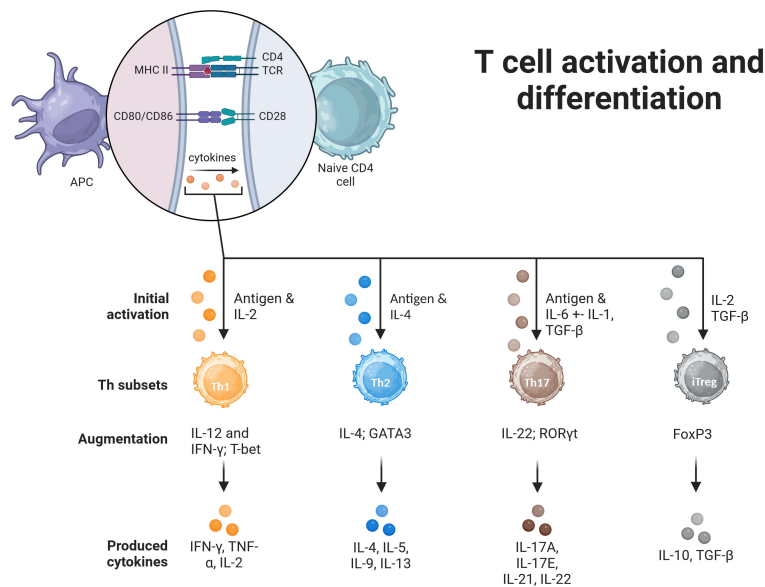 T cell activation and
differentiation
CD4
MHC II
TCR
CD80/CD86
CD28
cytokines
APC
Naive CD4
cell
Initial
activation
Antigen &
IL-2
Antigen &
IL-4
Antigen &
IL-6 +- IL-1,
TGF-β
IL-2
TGF-β
Th subsets
Th1
Th2
Th17
iTreg
Augmentation
IL-12 and
IFN-γ; T-bet
IL-4; GATA3
IL-22; RORγt
FoxP3
Produced
cytokines
IFN-γ, TNF-
α, IL-2
IL-4, IL-5,
IL-9, IL-13
IL-17A,
IL-17E,
IL-21, IL-22
IL-10, TGF-β